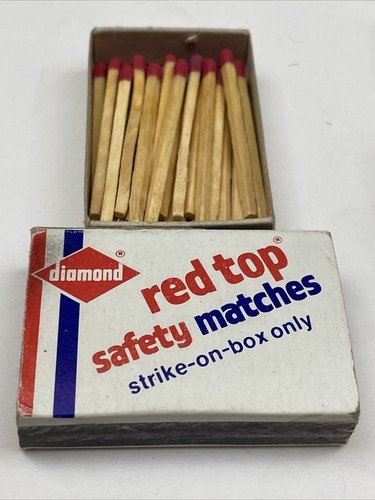 diamond®
red top®
safety matches
strike-on-box only